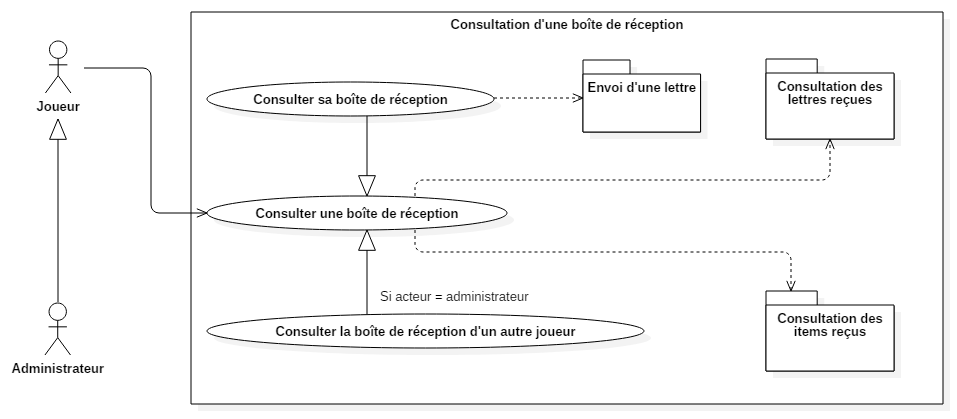 Consultation d'une boîte de réception
Joueur
Consulter sa boîte de réception
Envoi d'une lettre
Consultation des
lettres reçues
Consulter une boîte de réception
Si acteur = administrateur
Consulter la boîte de réception d'un autre joueur
Consultation des
items reçus
Administrateur